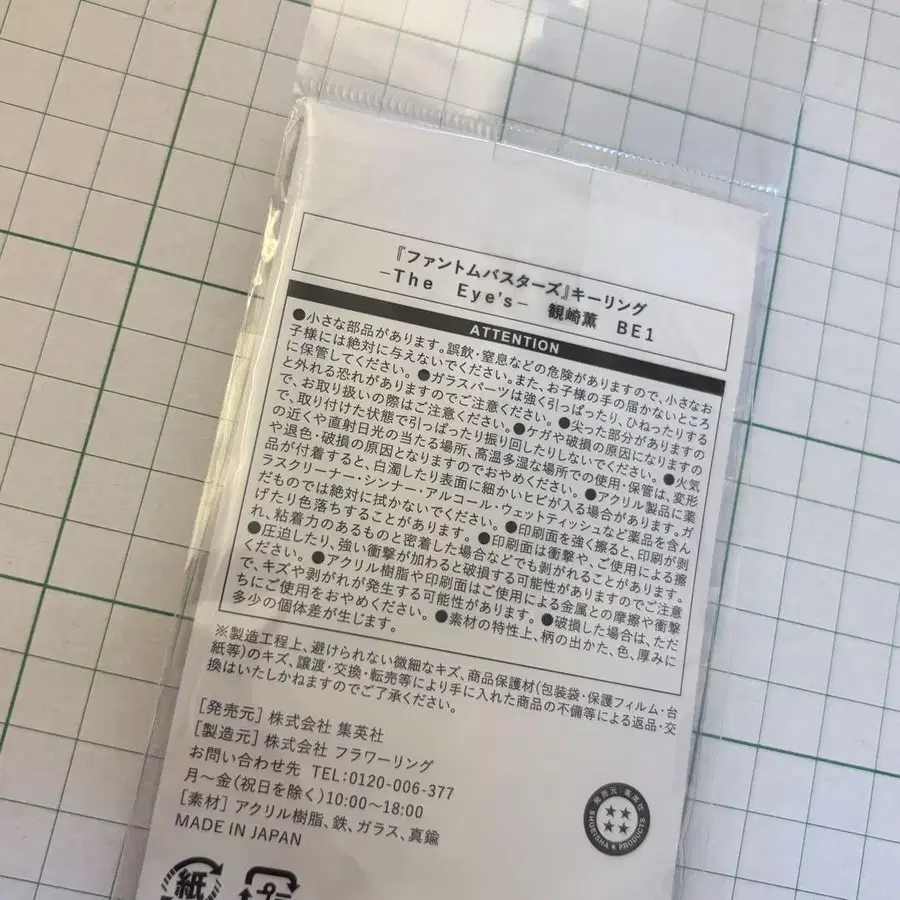 『ファントムバスターズ』キーリング
−The Eye's− 観崎薫 BE1
ATTENTION
●小さな部品があります。誤飲・窒息などの危険がありますので、小さなお
子様には絶対に与えないでください。また、お子様の手の届かないところ
に保管してください。●ガラスパーツは強く引っぱったり、ひねったりする
と外れる恐れがありますのでご注意ください。●尖った部分がありますの
で、お取り扱いの際はご注意ください。●ケガや破損の原因になりますの
で、取り付けた状態で引っぱったり振り回したりしないでください。●火気
の近くや直射日光の当たる場所、高温多湿な場所での使用・保管は、変形
や退色・破損の原因となりますのでおやめください。●アクリル製品に薬
品が付着すると、白濁したり表面に細かいヒビが入る場合があります。ガ
ラスクリーナー・シンナー・アルコール・ウェットティッシュなど薬品を含ん
だものでは絶対に拭かないでください。●印刷面を強く擦ると、印刷が剥
げたり色落ちすることがあります。●印刷面は衝撃や、ご使用による擦
れ、粘着力のあるものと密着した場合などでも剥がれることがあります。
●圧迫したり、強い衝撃が加わると破損する可能性がありますのでご注意
ください。●アクリル樹脂や印刷面はご使用による金属との摩擦や衝撃
で、キズや剥がれが発生する可能性があります。●破損した場合は、ただ
ちにご使用をおやめください。●素材の特性上、柄の出かた、色、厚みに
多少の個体差が生じます。
※製造工程上、避けられない微細なキズ、商品保護材(包装袋・保護フィルム・台
紙等)のキズ、譲渡・交換・転売等により手に入れた商品の不備等による返品・交
換はいたしかねますのでご了承ください。
[発売元] 株式会社 集英社
[製造元] 株式会社 フラワーリング
お問い合わせ先 TEL:0120-006-377
月〜金(祝日を除く)10:00〜18:00
[素材] アクリル樹脂、鉄、ガラス、真鍮
MADE IN JAPAN
発売元・集英社
SHUEISHA★PRODUCTS
紙
プラ